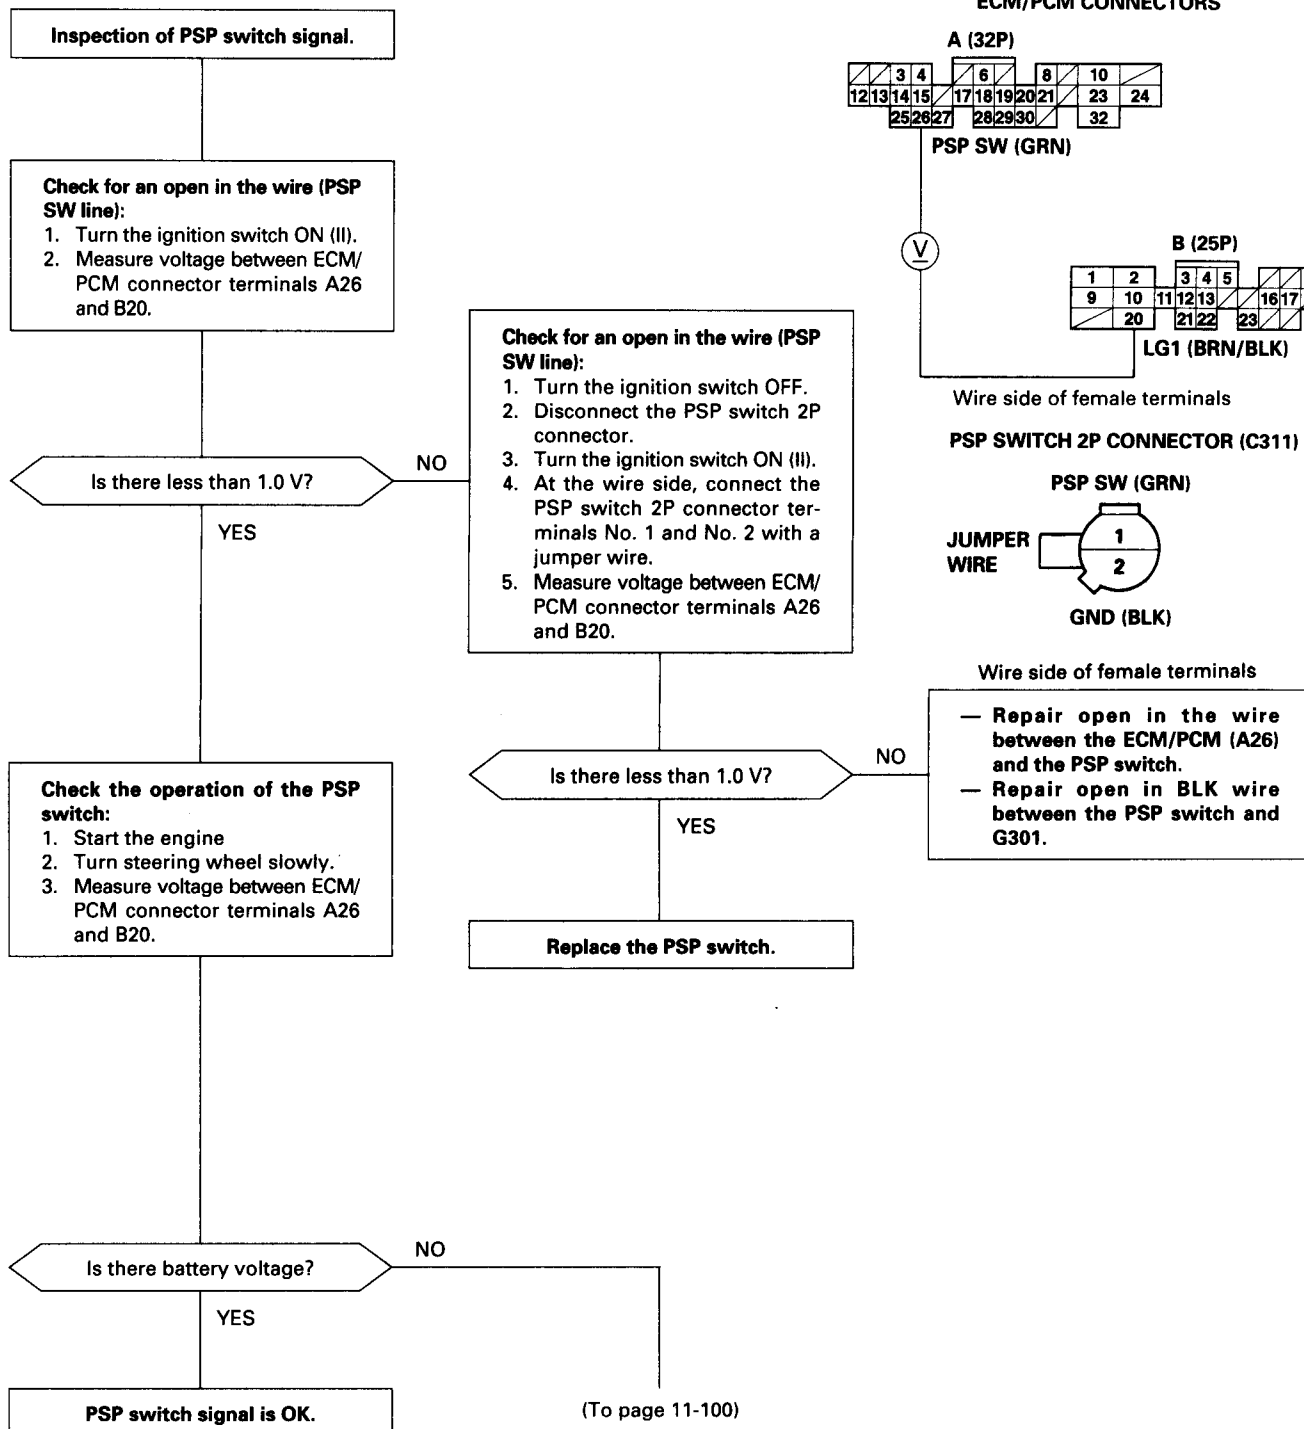 ECM/PCM CONNECTORS
Inspection of PSP switch signal.
A (32P)
3 4 6 8 10
12 13 14 15 17 18 19 20 21 23 24
25 26 27 28 29 30 32
PSP SW (GRN)
V
B (25P)
1 2 3 4 5
9 10 11 12 13 16 17
20 21 22 23
LG1 (BRN/BLK)
Wire side of female terminals
Check for an open in the wire (PSP
SW line):
1. Turn the ignition switch ON (II).
2. Measure voltage between ECM/
PCM connector terminals A26
and B20.
Is there less than 1.0 V?
NO
YES
Check for an open in the wire (PSP
SW line):
1. Turn the ignition switch OFF.
2. Disconnect the PSP switch 2P
connector.
3. Turn the ignition switch ON (II).
4. At the wire side, connect the
PSP switch 2P connector ter-
minals No. 1 and No. 2 with a
jumper wire.
5. Measure voltage between ECM/
PCM connector terminals A26
and B20.
PSP SWITCH 2P CONNECTOR (C311)
PSP SW (GRN)
JUMPER
WIRE
1
2
GND (BLK)
Wire side of female terminals
Is there less than 1.0 V?
NO
YES
— Repair open in the wire
between the ECM/PCM (A26)
and the PSP switch.
— Repair open in BLK wire
between the PSP switch and
G301.
Replace the PSP switch.
Check the operation of the PSP
switch:
1. Start the engine
2. Turn steering wheel slowly.
3. Measure voltage between ECM/
PCM connector terminals A26
and B20.
Is there battery voltage?
NO
YES
PSP switch signal is OK.
(To page 11-100)